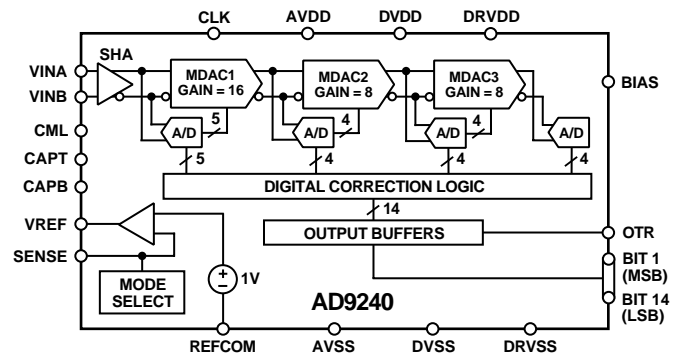 CLK AVDD DVDD DRVDD
SHA
VINA
VINB
MDAC1
GAIN = 16
MDAC2
GAIN = 8
MDAC3
GAIN = 8
BIAS
CML
CAPT
CAPB
A/D 5
A/D 4
A/D 4
A/D
5 4 4 4
DIGITAL CORRECTION LOGIC
14
VREF
SENSE
OUTPUT BUFFERS
OTR
MODE
SELECT
+
−
1V
AD9240
BIT 1
(MSB)
BIT 14
(LSB)
REFCOM AVSS DVSS DRVSS